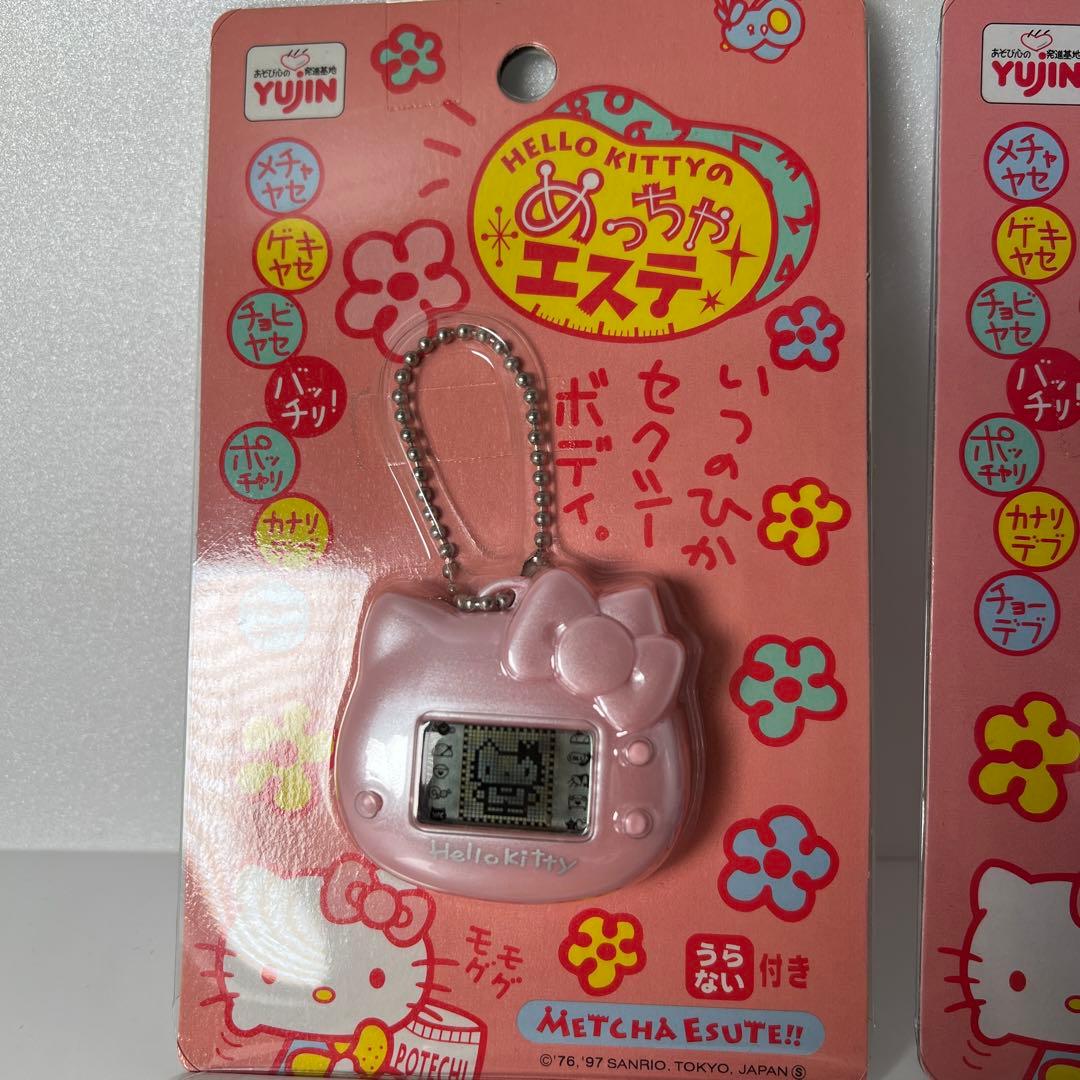 あそび心の 発進基地
YUJIN
メチャ
ヤセ
ゲキ
ヤセ
チョビ
ヤセ
バッ
チリ!
ポッ
チャリ
カナリ
デブ
HELLO KITTYの
めっちゃ
エステ
いつのひか
セクシー
ボディ。
Hello Kitty
モグ
モグ
うら
ない
付き
METCHA ESUTE!!
POTECHI
©'76, '97 SANRIO, TOKYO, JAPAN Ⓢ
あそび心の 発進基地
YUJIN
メチャ
ヤセ
ゲキ
ヤセ
チョビ
ヤセ
バッ
チリ!
ポッ
チャリ
カナリ
デブ
チョー
デブ